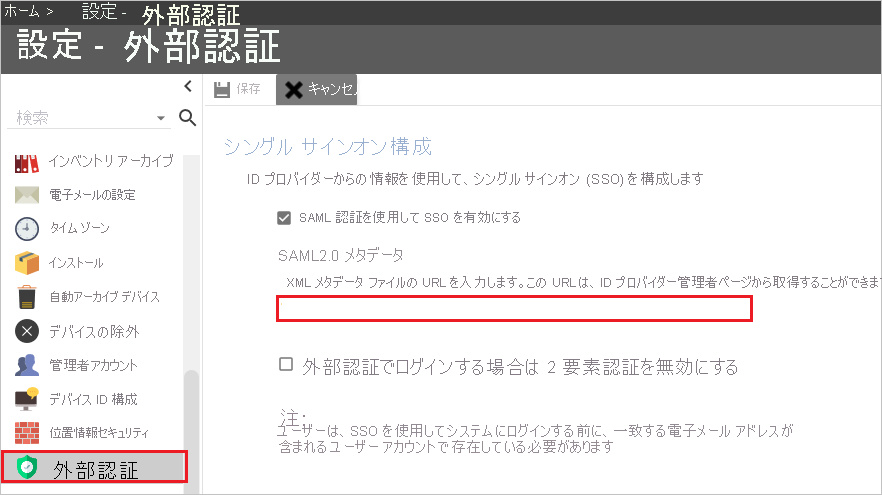 ホーム > 設定 - 外部認証
設定 - 外部認証
検索
インベントリ アーカイブ
電子メールの設定
タイム ゾーン
インストール
自動アーカイブ デバイス
デバイスの除外
管理者アカウント
デバイス ID 構成
位置情報セキュリティ
外部認証
保存 キャンセ
シングル サインオン構成
ID プロバイダーからの情報を使用して、シングル サインオン (SSO) を構成します
SAML 認証を使用して SSO を有効にする
SAML2.0 メタデータ
XML メタデータ ファイルの URL を入力します。この URL は、ID プロバイダー管理者ページから取得することができま
外部認証でログインする場合は 2 要素認証を無効にする
注:
ユーザーは、SSO を使用してシステムにログインする前に、一致する電子メール アドレスが
含まれるユーザー アカウントで存在している必要があります